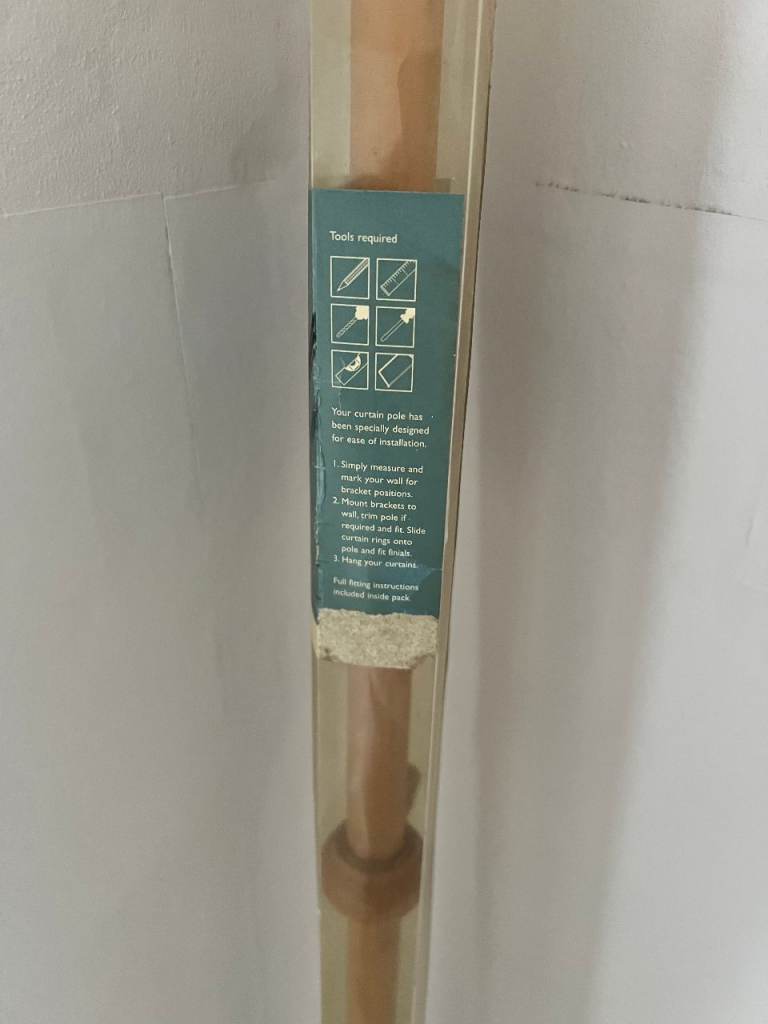 Tools required
Your curtain pole has
been specially designed
for ease of installation.
1. Simply measure and
mark your wall for
bracket positions.
2. Mount brackets to
wall, trim pole if
required and fit. Slide
curtain rings onto
pole and fit finials.
3. Hang your curtains.
Full fitting instructions
included inside pack.